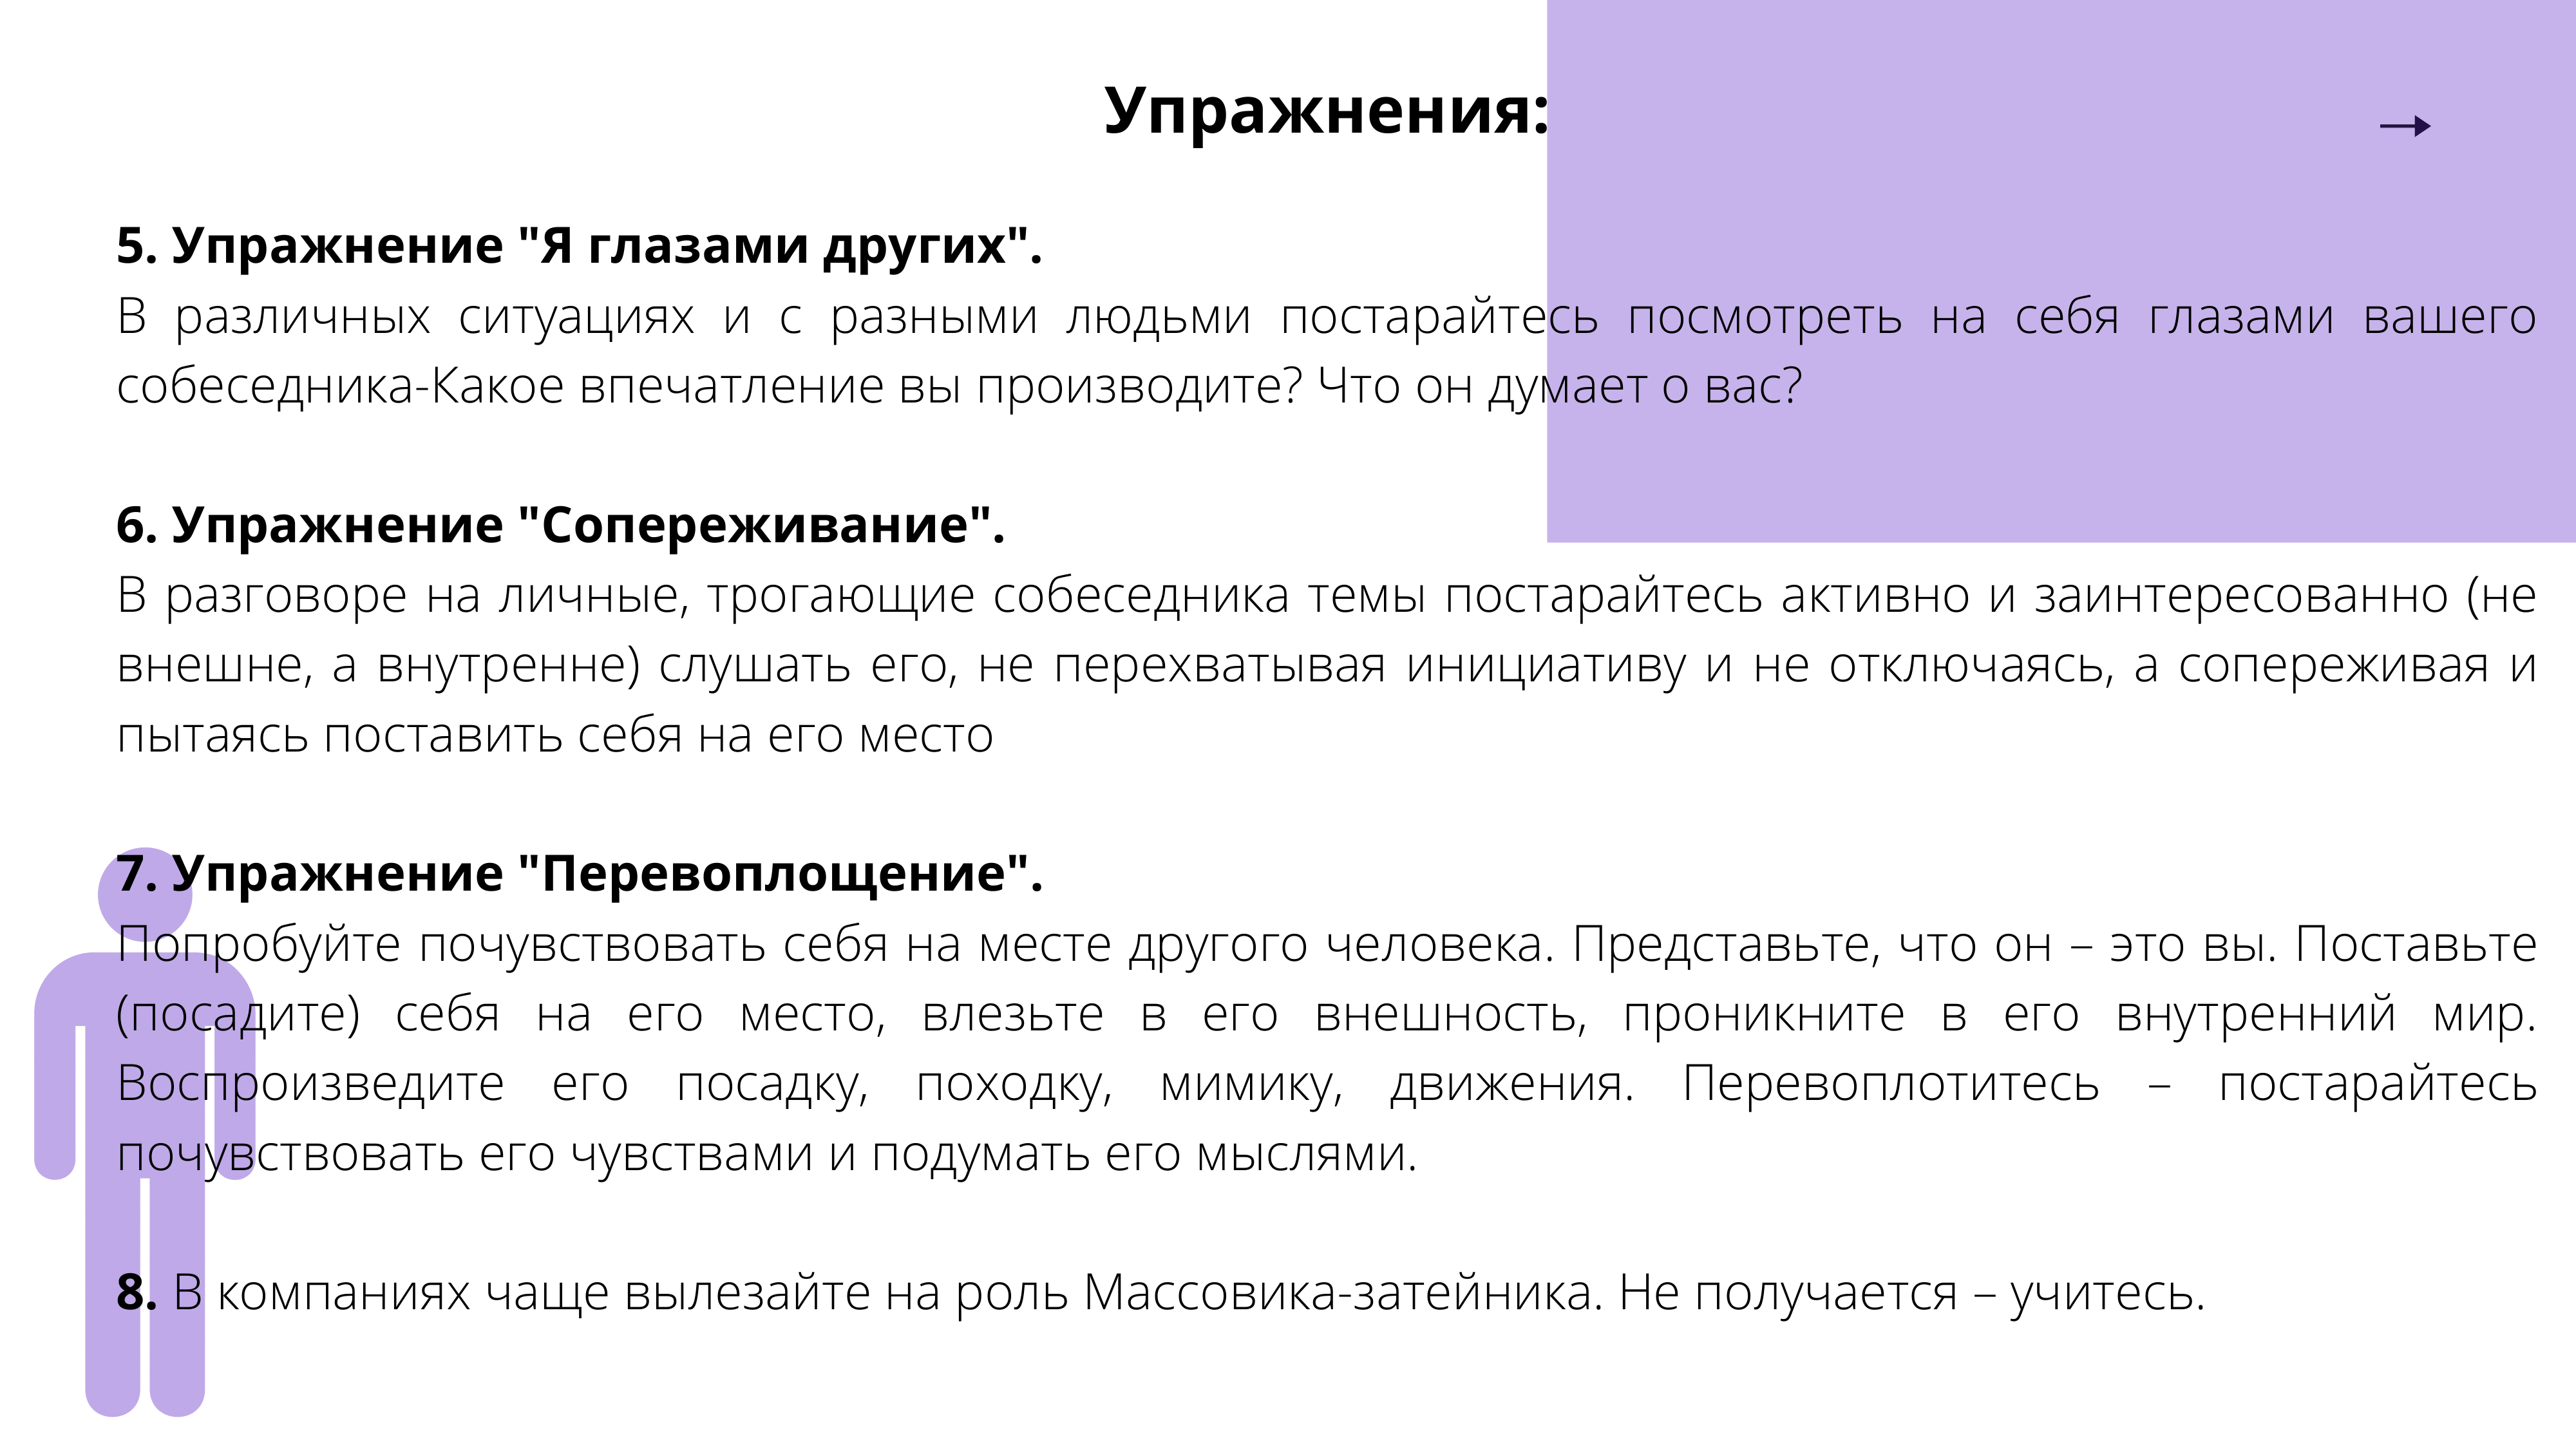 Упражнения:
5. Упражнение "Я глазами других".
В различных ситуациях и с разными людьми постарайтесь посмотреть на себя глазами вашего
собеседника-Какое впечатление вы производите? Что он думает о вас?
6. Упражнение "Сопереживание".
В разговоре на личные, трогающие собеседника темы постарайтесь активно и заинтересованно (не
внешне, а внутренне) слушать его, не перехватывая инициативу и не отключаясь, а сопереживая и
пытаясь поставить себя на его место
7. Упражнение "Перевоплощение".
Попробуйте почувствовать себя на месте другого человека. Представьте, что он – это вы. Поставьте
(посадите) себя на его место, влезьте в его внешность, проникните в его внутренний мир.
Воспроизведите его посадку, походку, мимику, движения. Перевоплотитесь – постарайтесь
почувствовать его чувствами и подумать его мыслями.
8. В компаниях чаще вылезайте на роль Массовика-затейника. Не получается – учитесь.